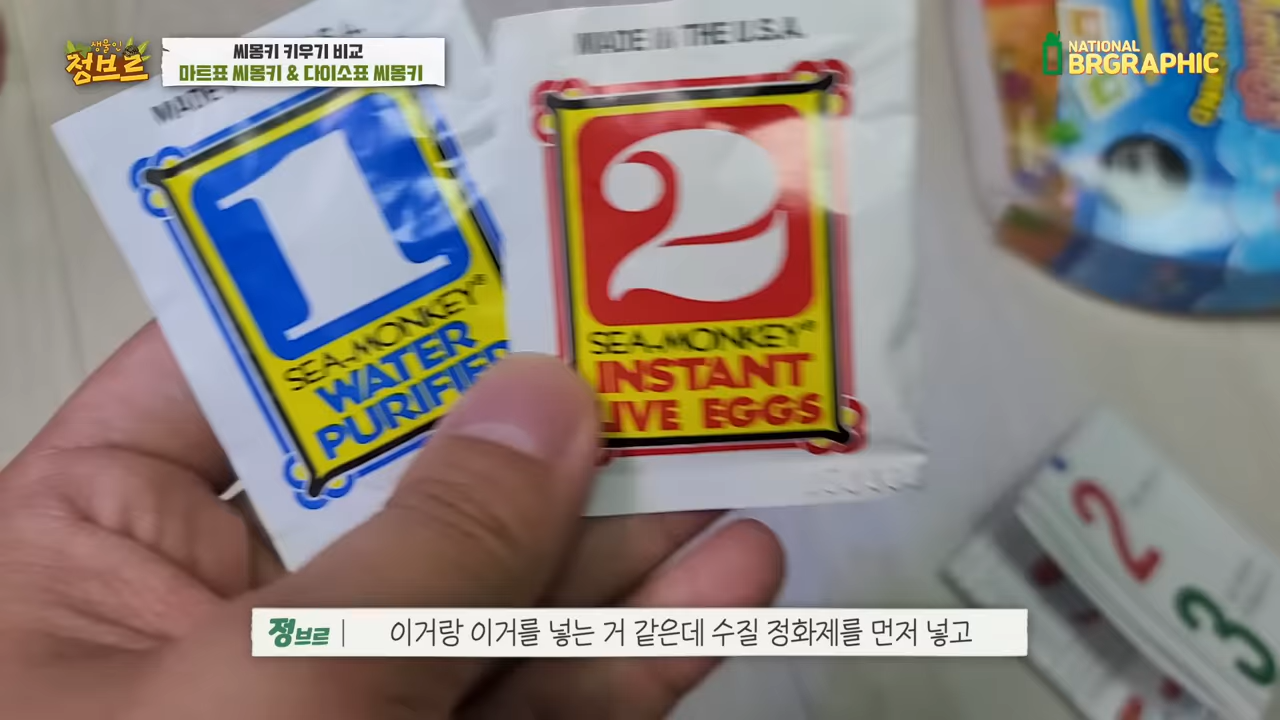 생물인
정브르
씨몽키 키우기 비교
마트표 씨몽키 & 다이소표 씨몽키
NATIONAL
BRGRAPHIC
MADE
1
SEA-MONKEY®
WATER
PURIFIER
MADE IN THE U.S.A.
2
SEA-MONKEY®
INSTANT
LIVE EGGS
2
3
정브르 | 이거랑 이거를 넣는 거 같은데 수질 정화제를 먼저 넣고